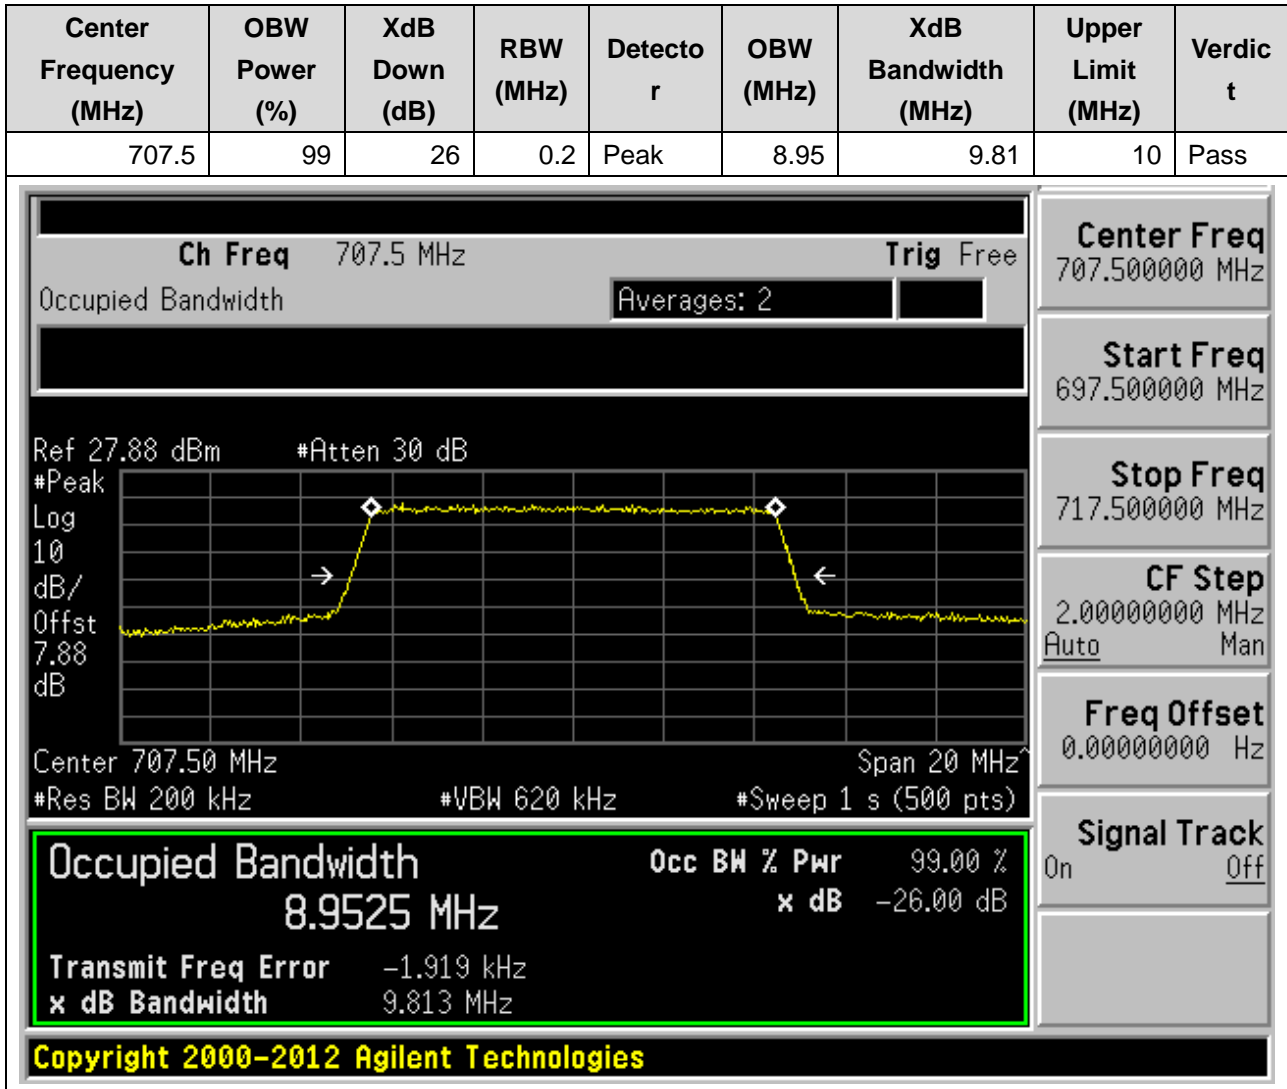 Center Frequency (MHz) OBW Power (%) XdB Down (dB) RBW (MHz) Detecto r OBW (MHz) XdB Bandwidth (MHz) Upper Limit (MHz) Verdic t
707.5 99 26 0.2 Peak 8.95 9.81 10 Pass
Ch Freq 707.5 MHz Trig Free
Occupied Bandwidth Averages: 2
Ref 27.88 dBm #Atten 30 dB
#Peak
Log
10
dB/
Offst
7.88
dB
Center 707.50 MHz Span 20 MHz^
#Res BW 200 kHz #VBW 620 kHz #Sweep 1 s (500 pts)
Occupied Bandwidth Occ BW % Pwr 99.00 %
8.9525 MHz x dB -26.00 dB
Transmit Freq Error -1.919 kHz
x dB Bandwidth 9.813 MHz
Copyright 2000-2012 Agilent Technologies
Center Freq
707.500000 MHz
Start Freq
697.500000 MHz
Stop Freq
717.500000 MHz
CF Step
2.00000000 MHz
Auto Man
Freq Offset
0.00000000 Hz
Signal Track
On Off